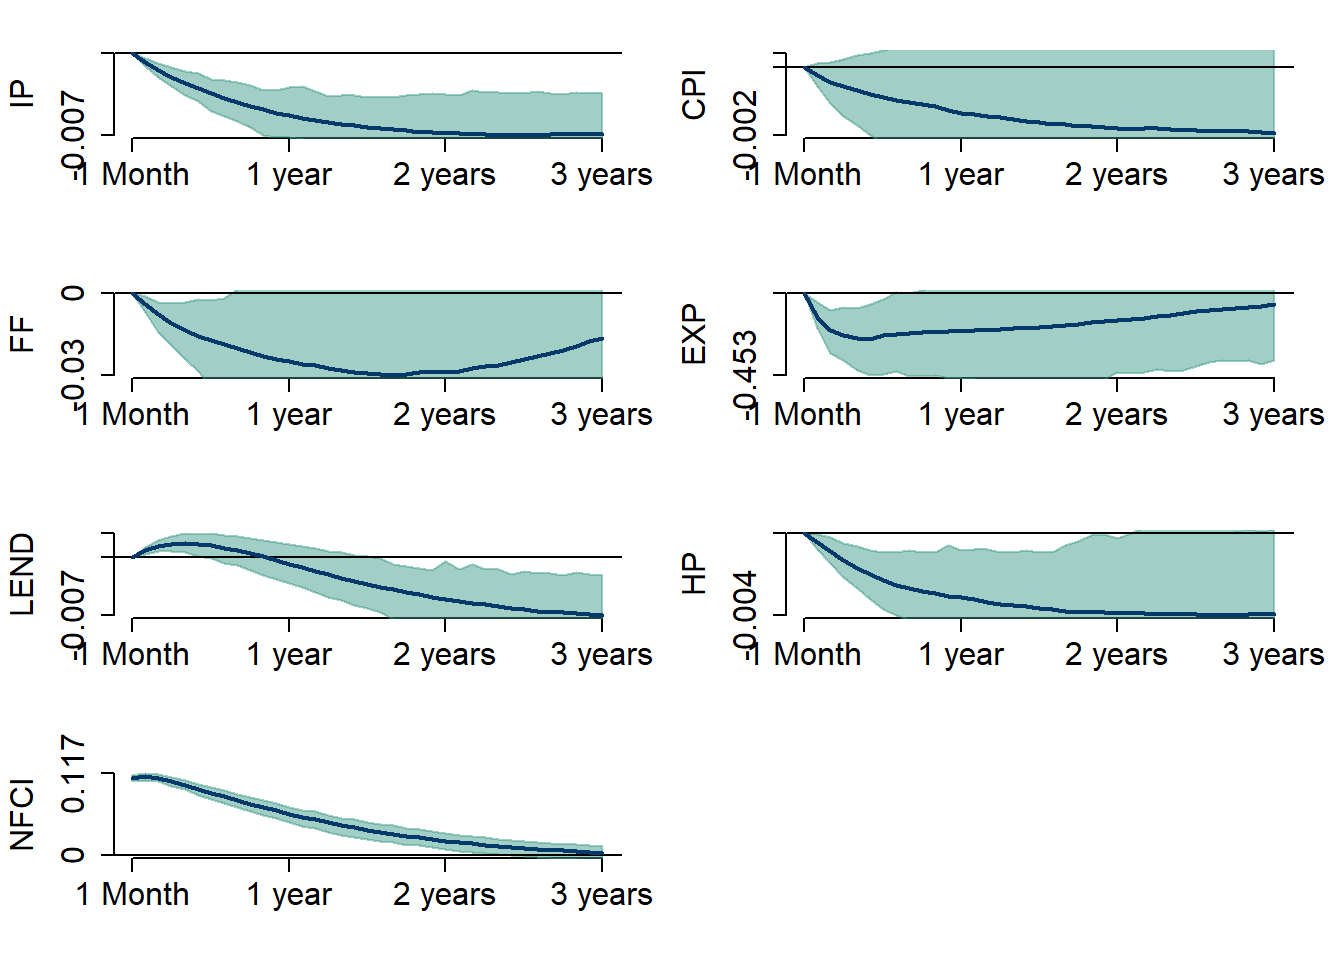 IP
-0.007
1 Month
1 year
2 years
3 years
CPI
-0.002
1 Month
1 year
2 years
3 years
FF
0
-0.03
1 Month
1 year
2 years
3 years
EXP
-0.453
1 Month
1 year
2 years
3 years
LEND
-0.007
1 Month
1 year
2 years
3 years
HP
-0.004
1 Month
1 year
2 years
3 years
NFCI
0.117
0
1 Month
1 year
2 years
3 years